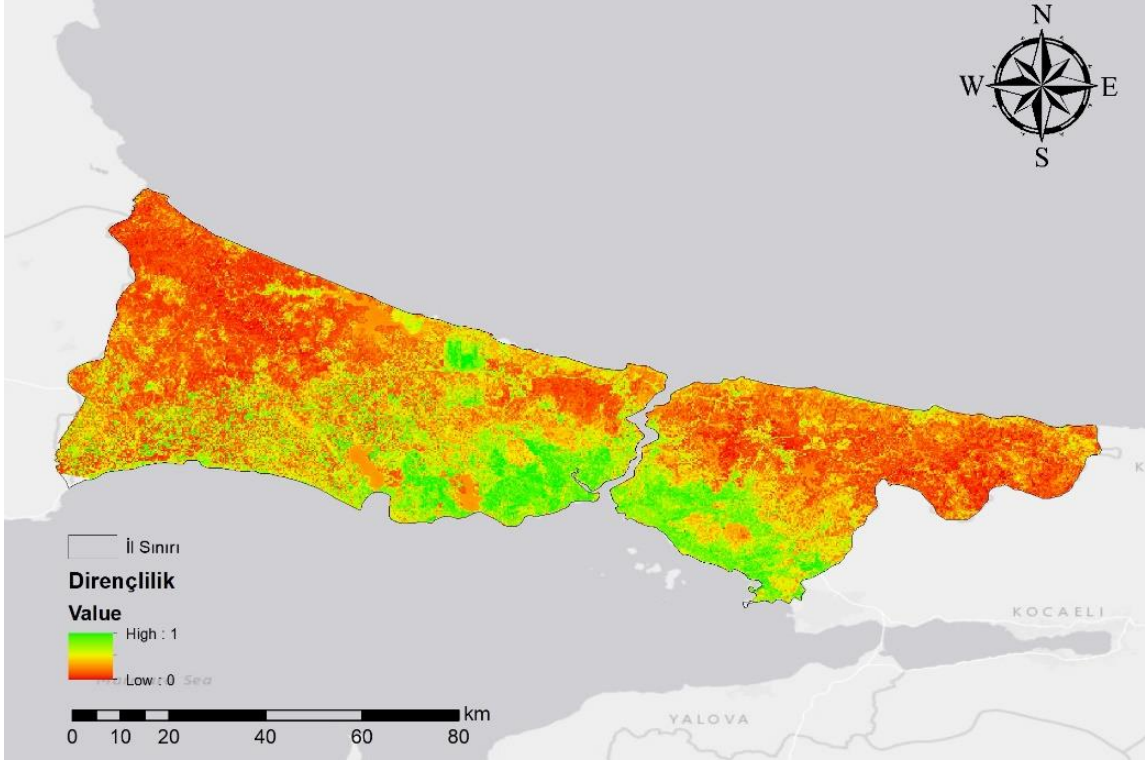 N
W
E
S
İl Sınırı
Dirençlilik
Value
High : 1
Low : 0
Sea
km
0 10 20 40 60 80
KOCAELİ
YALOVA
K